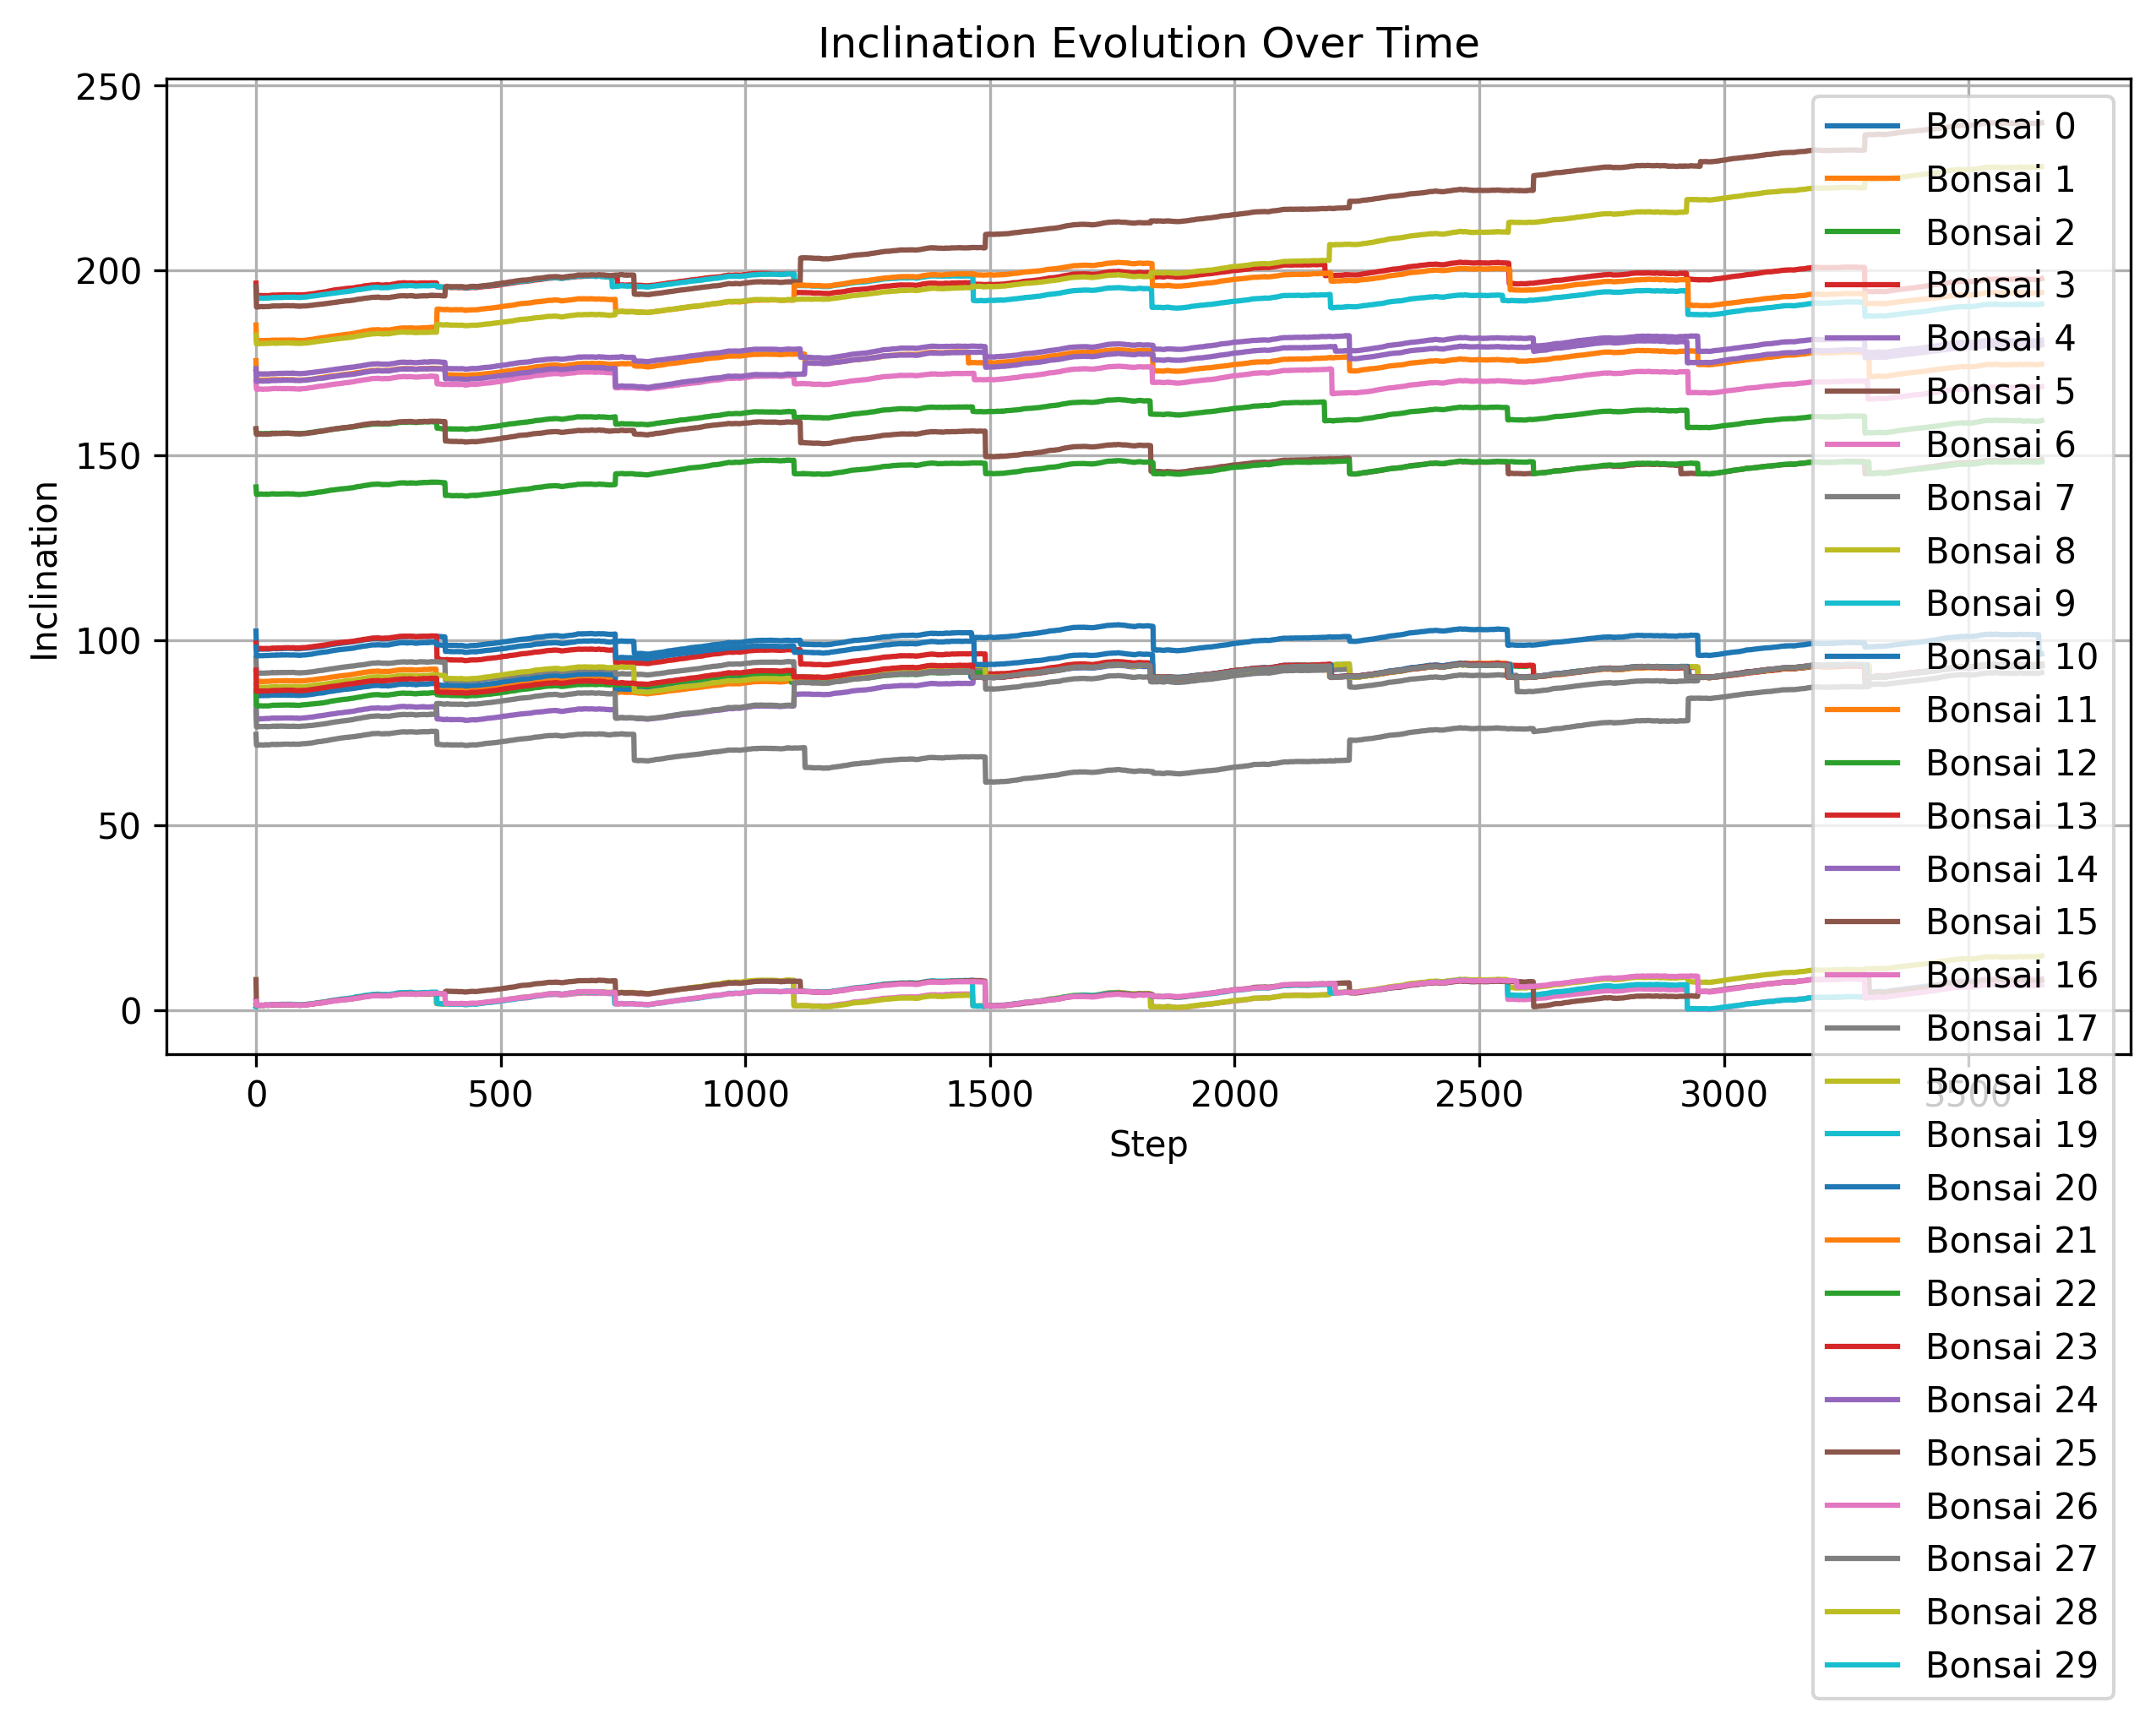 Inclination Evolution Over Time
Inclination
250
200
150
100
50
0
0 500 1000 1500 2000 2500 3000 3500
Step
Bonsai 0
Bonsai 1
Bonsai 2
Bonsai 3
Bonsai 4
Bonsai 5
Bonsai 6
Bonsai 7
Bonsai 8
Bonsai 9
Bonsai 10
Bonsai 11
Bonsai 12
Bonsai 13
Bonsai 14
Bonsai 15
Bonsai 16
Bonsai 17
Bonsai 18
Bonsai 19
Bonsai 20
Bonsai 21
Bonsai 22
Bonsai 23
Bonsai 24
Bonsai 25
Bonsai 26
Bonsai 27
Bonsai 28
Bonsai 29